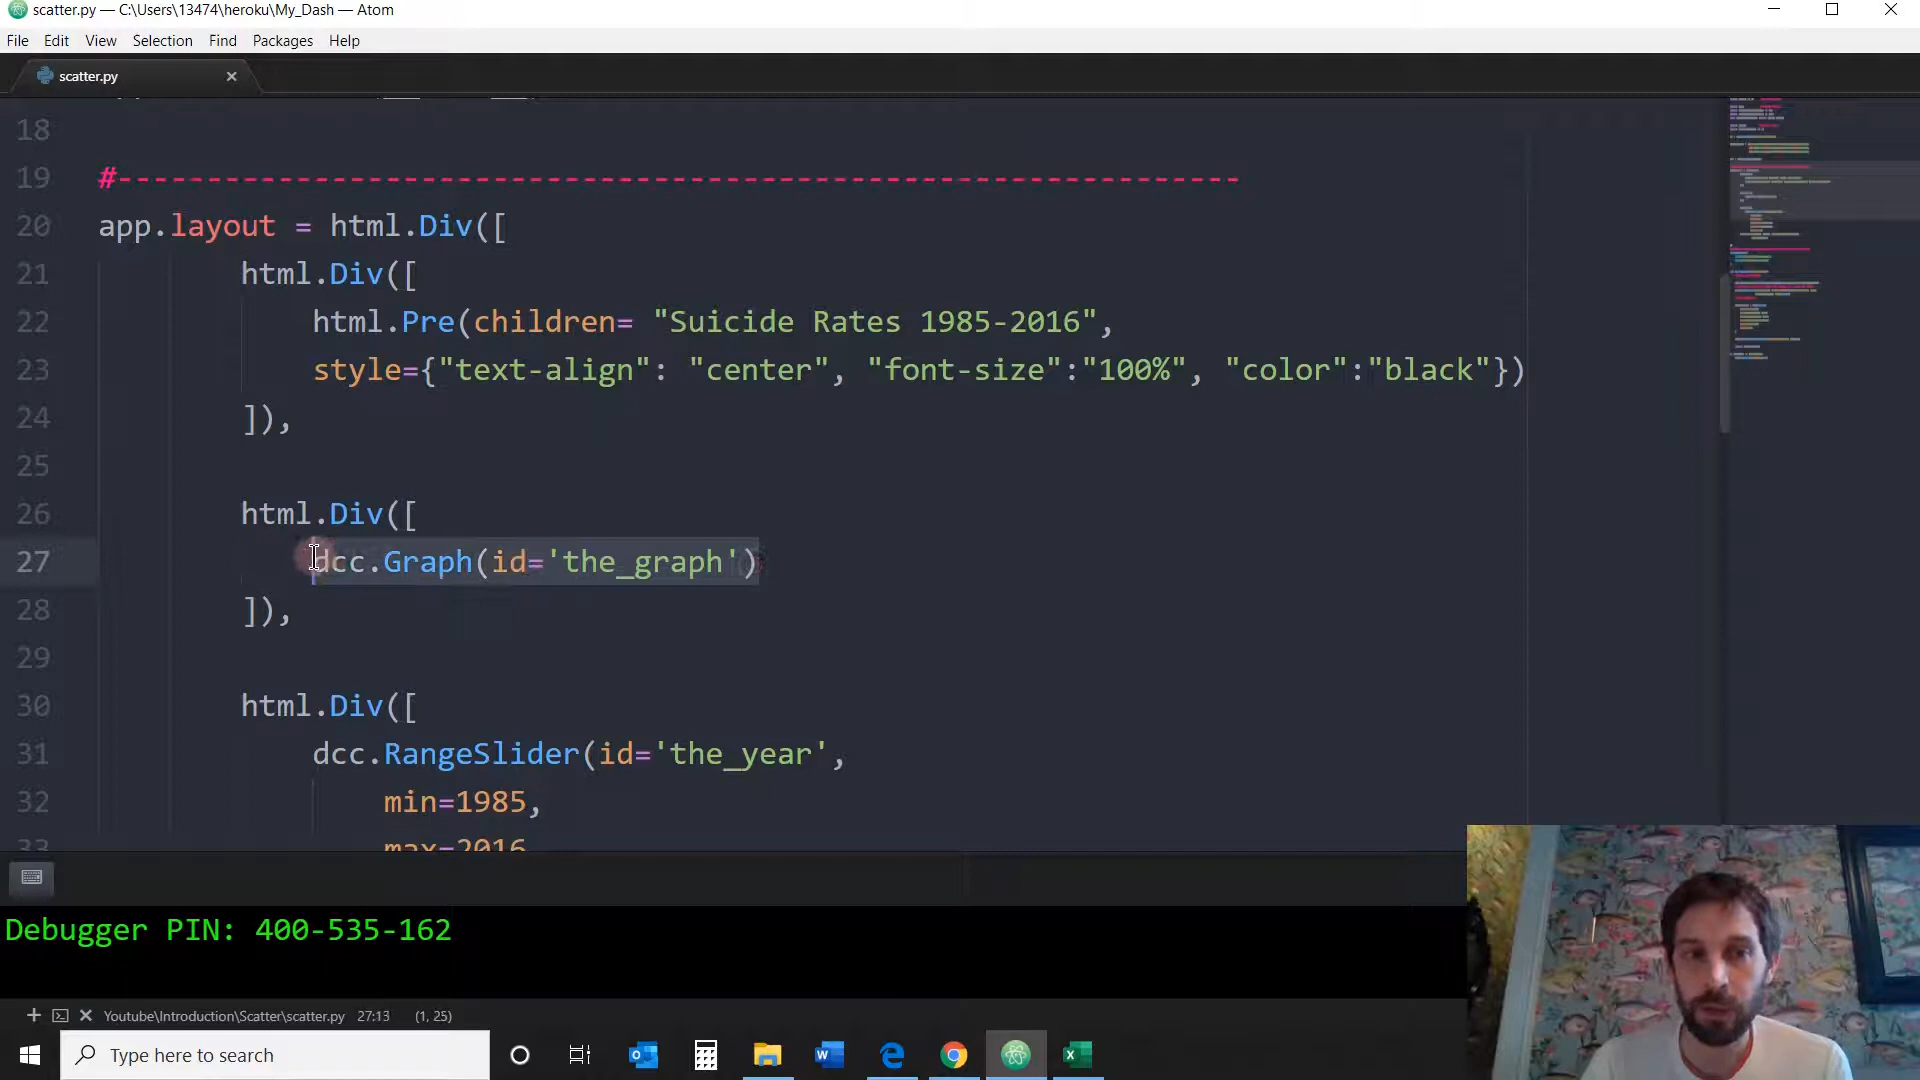 scatter.py — C:\Users\13474\heroku\My_Dash — Atom
File Edit View Selection Find Packages Help
scatter.py
18
19 #---------------------------------------------------------------
20 app.layout = html.Div([
21 html.Div([
22 html.Pre(children= "Suicide Rates 1985-2016",
23 style={"text-align": "center", "font-size":"100%", "color":"black"})
24 ]),
25
26 html.Div([
27 dcc.Graph(id='the_graph')
28 ]),
29
30 html.Div([
31 dcc.RangeSlider(id='the_year',
32 min=1985,
33 max=2016
Debugger PIN: 400-535-162
Youtube\Introduction\Scatter\scatter.py 27:13 (1, 25)
Type here to search